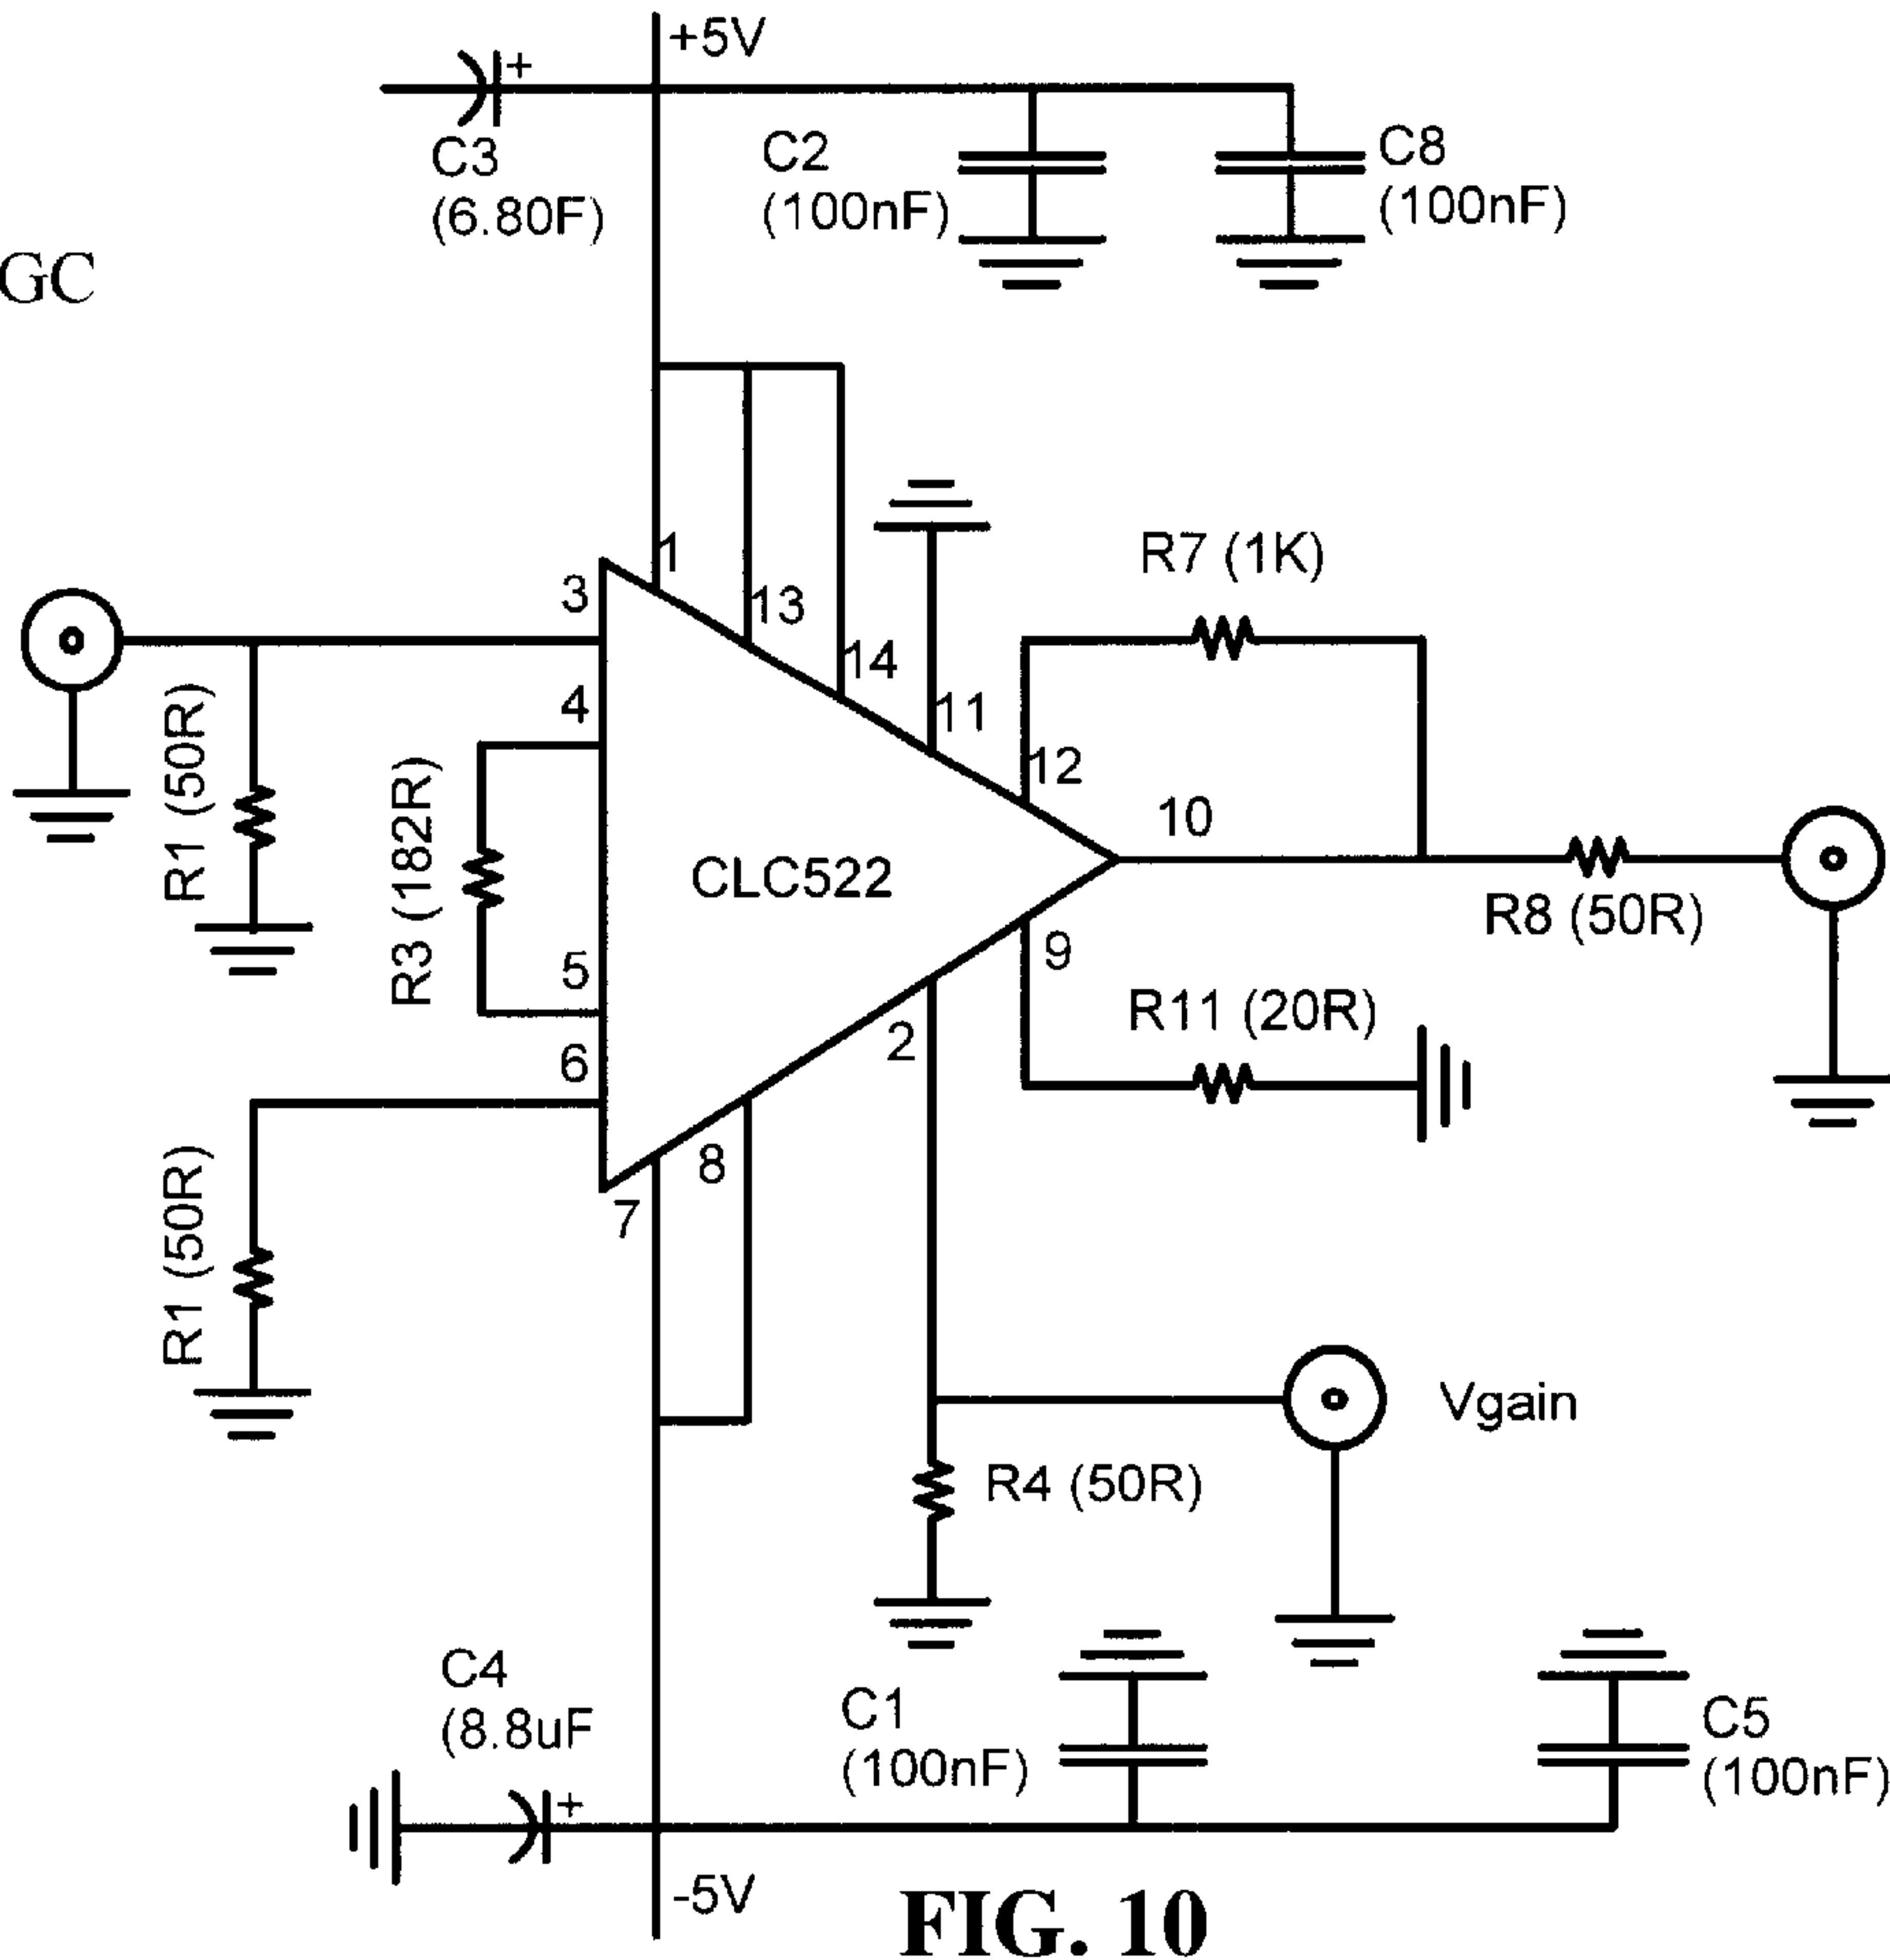 +5V
C3
(6.80F)
C2
(100nF)
C8
(100nF)
GC
1
3
13
14
4
11
12
R7 (1K)
10
R1 (50R)
R3 (182R)
CLC522
R8 (50R)
5
9
2
R11 (20R)
6
8
7
R1 (50R)
Vgain
R4 (50R)
C4
(8.8uF
C1
(100nF)
C5
(100nF)
+
+
-5V
FIG. 10